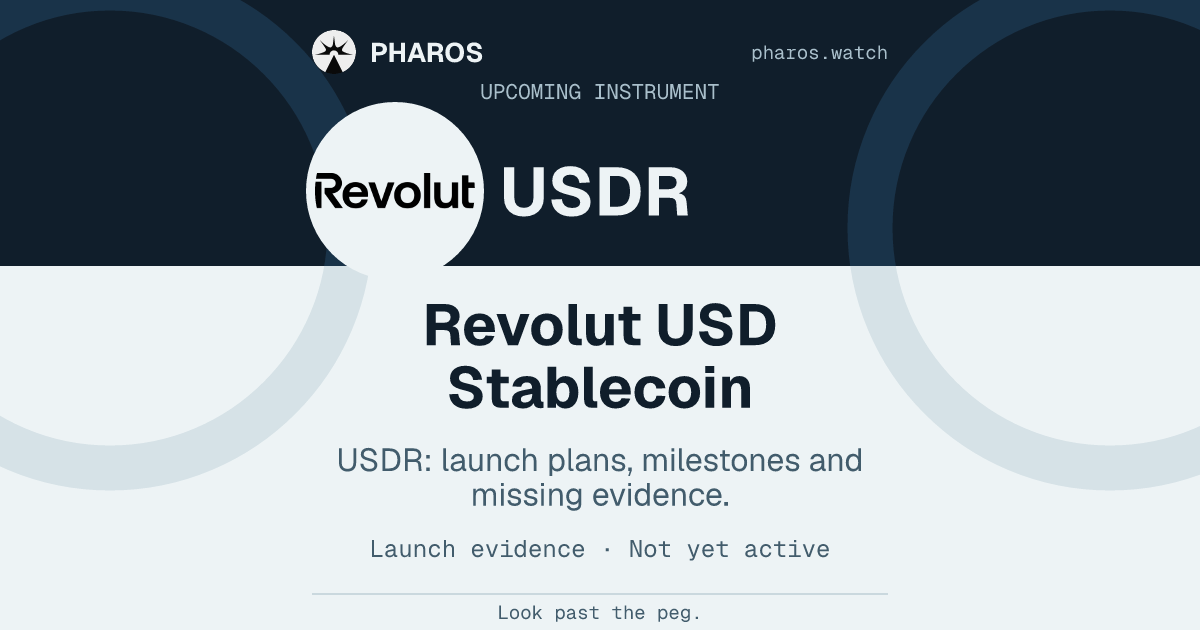 PHAROS
pharos.watch
UPCOMING INSTRUMENT
Revolut
USDR
Revolut USD
Stablecoin
USDR: launch plans, milestones and
missing evidence.
Launch evidence · Not yet active
Look past the peg.